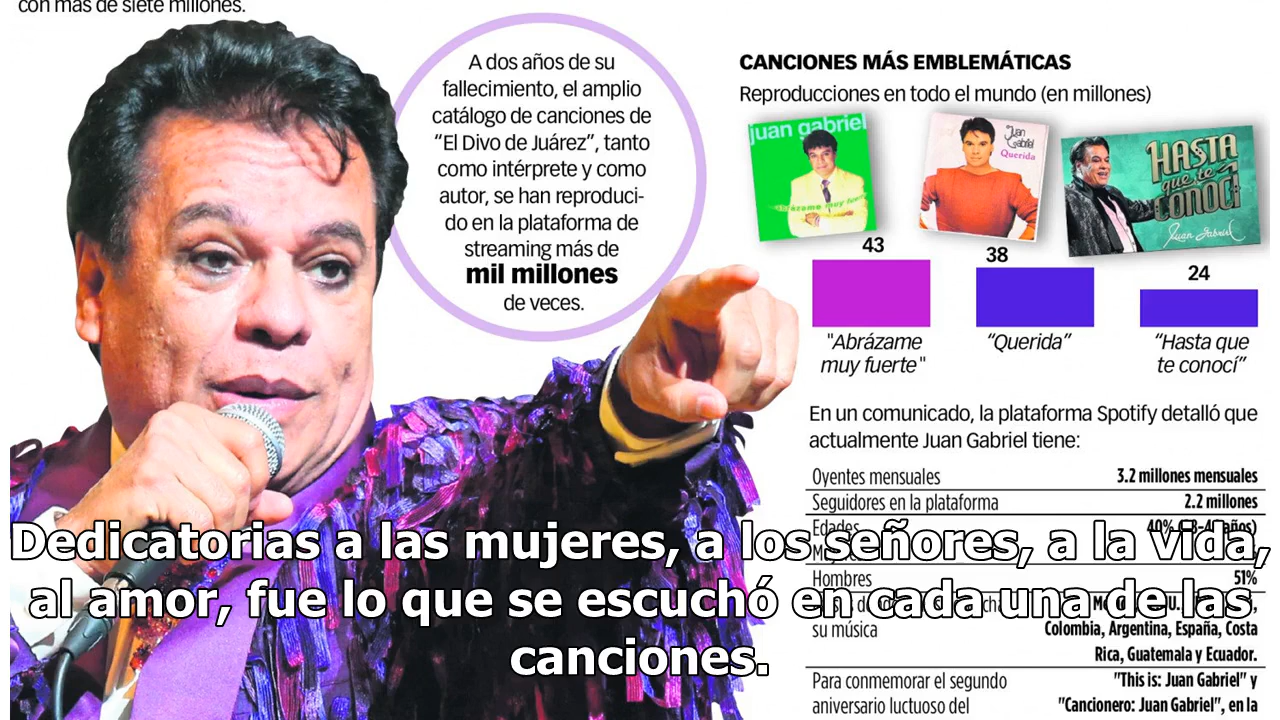 con más de siete millones.
A dos años de su
fallecimiento, el amplio
catálogo de canciones de
“El Divo de Juárez”, tanto
como intérprete y como
autor, se han reproduci-
do en la plataforma de
streaming más de
mil millones
de veces.
CANCIONES MÁS EMBLEMÁTICAS
Reproducciones en todo el mundo (en millones)
juan gabriel
Juan Gabriel
Querida
HASTA
que te
CONOCÍ
Juan Gabriel
43
38
24
"Abrázame
muy fuerte"
“Querida”
“Hasta que
te conocí”
En un comunicado, la plataforma Spotify detalló que
actualmente Juan Gabriel tiene:
Oyentes mensuales 3.2 millones mensuales
Seguidores en la plataforma 2.2 millones
Edades 40% años)
Hombres 51%
su música Colombia, Argentina, España, Costa
Rica, Guatemala y Ecuador.
Para conmemorar el segundo "This is: Juan Gabriel" y
aniversario luctuoso del "Cancionero: Juan Gabriel", en la
Dedicatorias a las mujeres, a los señores, a la vida,
al amor, fue lo que se escuchó en cada una de las
canciones.